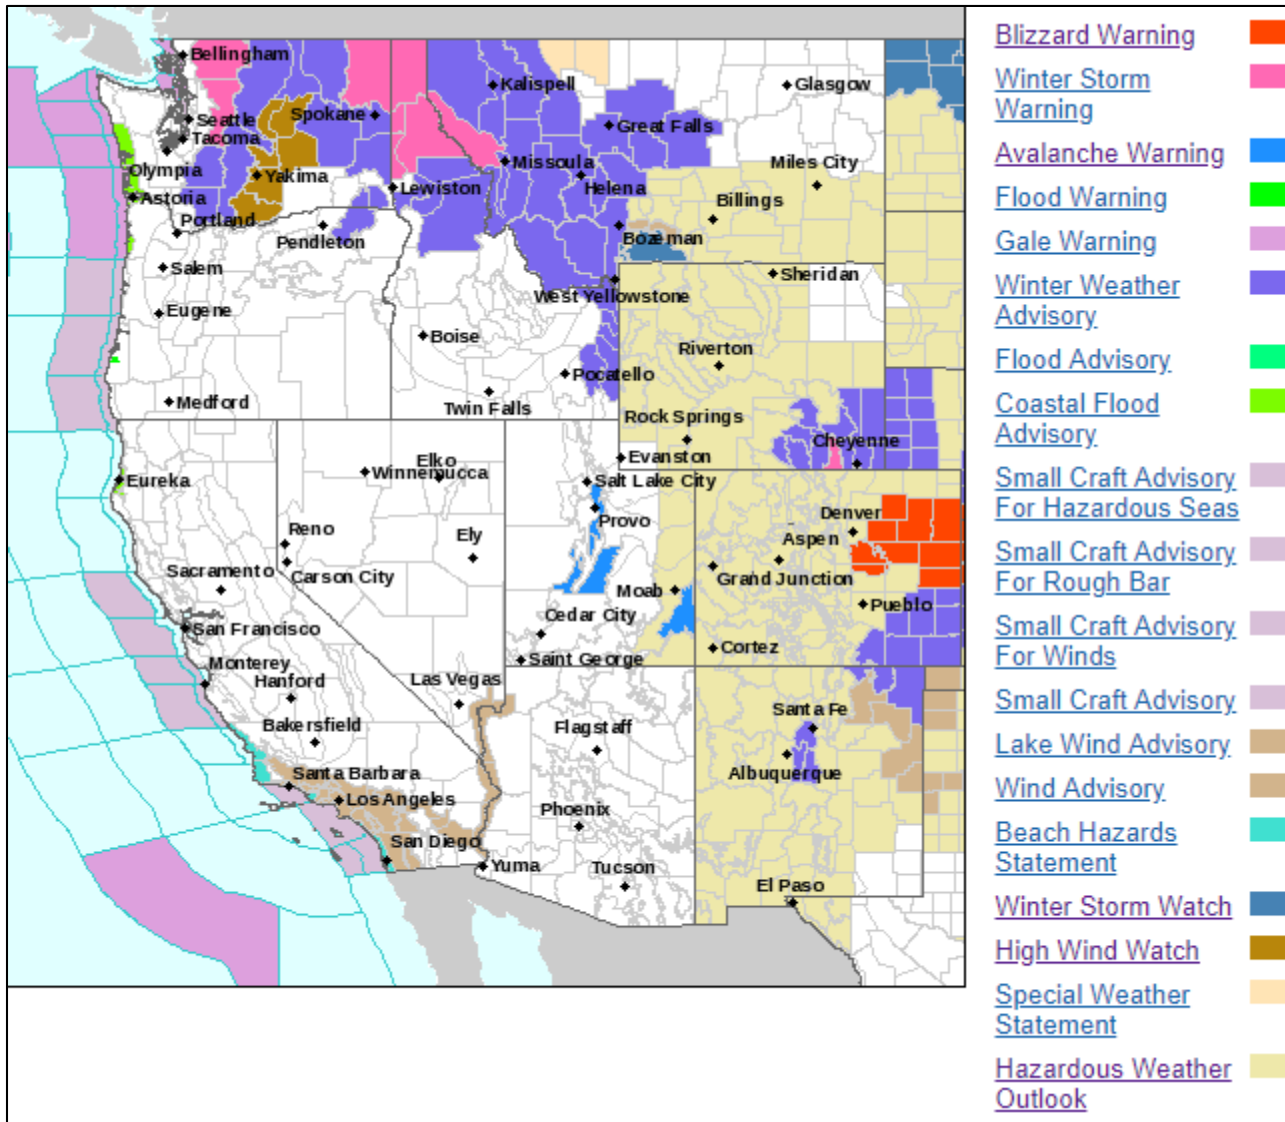 Bellingham
Kalispell
Glasgow
Seattle
Spokane
Great Falls
Tacoma
Olympia
Missoula
Miles City
Yakima
Lewiston
Helena
Astoria
Billings
Portland
Pendleton
Bozeman
Salem
Sheridan
West Yellowstone
Eugene
Boise
Riverton
Pocatello
Medford
Twin Falls
Rock Springs
Cheyenne
Elko
Evanston
Eureka
Winnemucca
Salt Lake City
Provo
Denver
Reno
Ely
Aspen
Sacramento
Carson City
Grand Junction
Moab
Pueblo
Cedar City
San Francisco
Cortez
Saint George
Monterey
Hanford
Las Vegas
Santa Fe
Bakersfield
Flagstaff
Santa Barbara
Albuquerque
Los Angeles
Phoenix
San Diego
Yuma
Tucson
El Paso
Blizzard Warning
Winter Storm
Warning
Avalanche Warning
Flood Warning
Gale Warning
Winter Weather
Advisory
Flood Advisory
Coastal Flood
Advisory
Small Craft Advisory
For Hazardous Seas
Small Craft Advisory
For Rough Bar
Small Craft Advisory
For Winds
Small Craft Advisory
Lake Wind Advisory
Wind Advisory
Beach Hazards
Statement
Winter Storm Watch
High Wind Watch
Special Weather
Statement
Hazardous Weather
Outlook